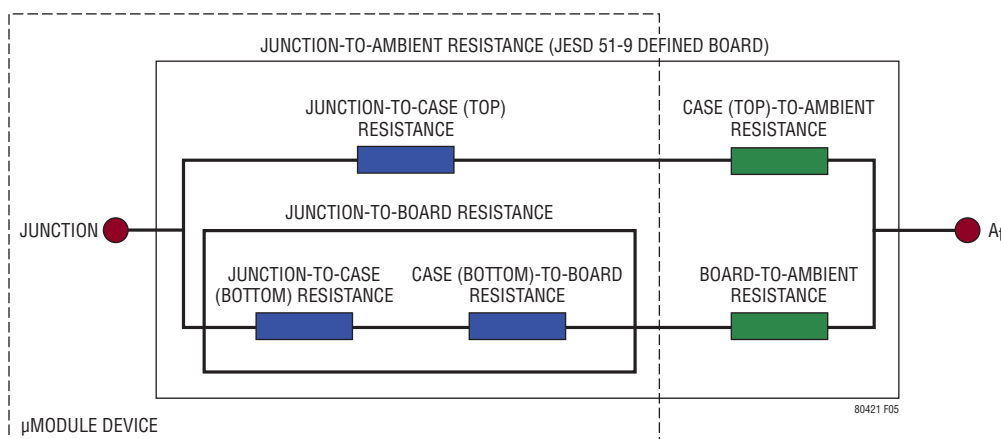 JUNCTION-TO-AMBIENT RESISTANCE (JESD 51-9 DEFINED BOARD)
JUNCTION-TO-CASE (TOP)
RESISTANCE
CASE (TOP)-TO-AMBIENT
RESISTANCE
JUNCTION
JUNCTION-TO-BOARD RESISTANCE
JUNCTION-TO-CASE
(BOTTOM) RESISTANCE
CASE (BOTTOM)-TO-BOARD
RESISTANCE
BOARD-TO-AMBIENT
RESISTANCE
80421 F05
µMODULE DEVICE